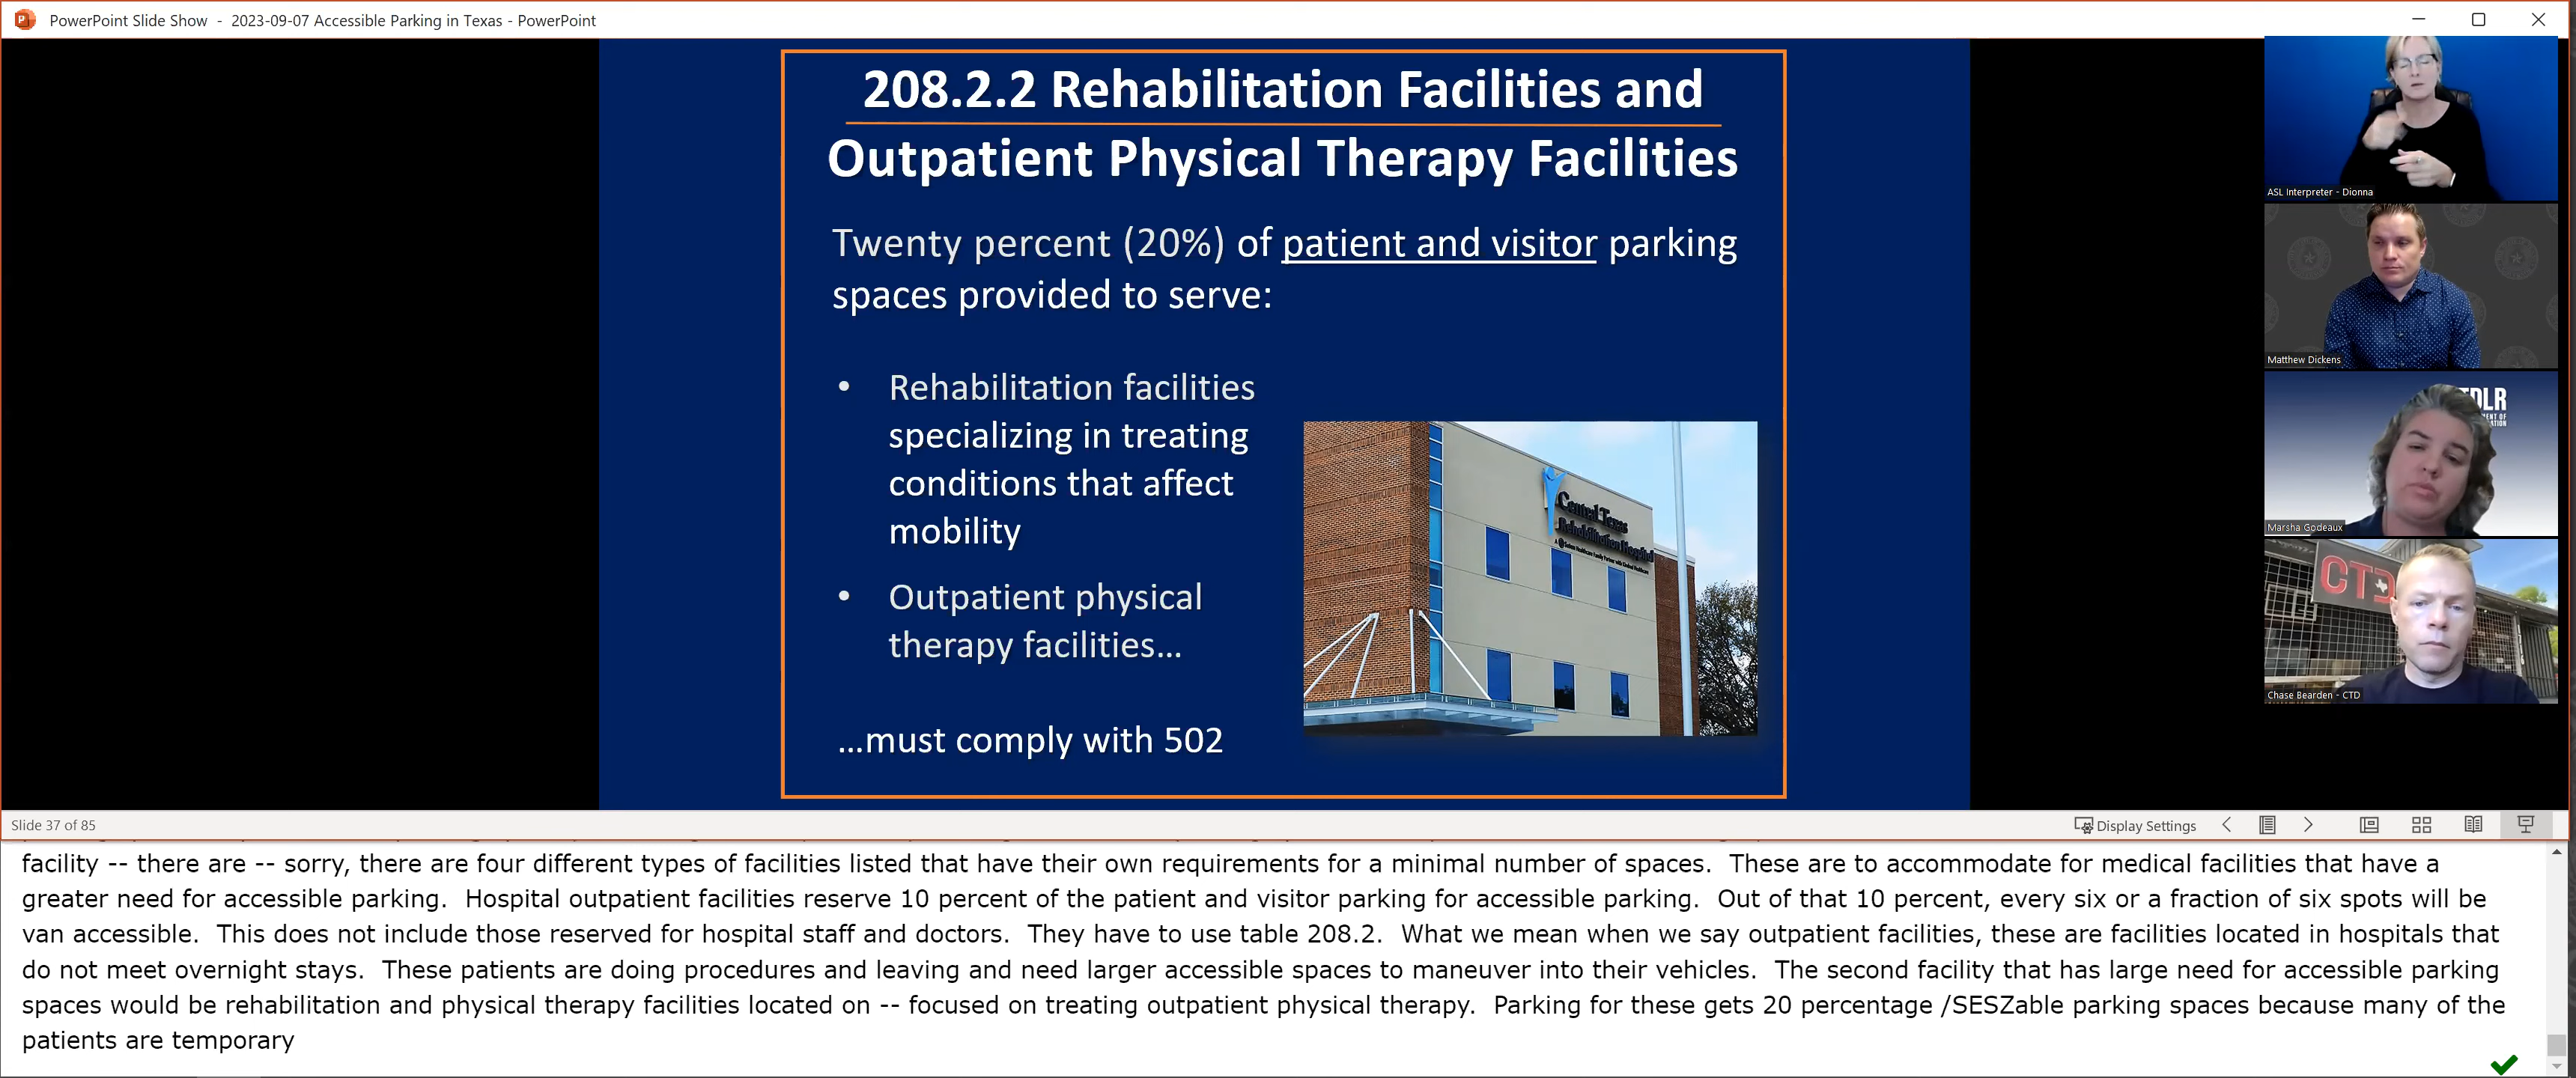 PowerPoint Slide Show - 2023-09-07 Accessible Parking in Texas - PowerPoint
208.2.2 Rehabilitation Facilities and
Outpatient Physical Therapy Facilities
Twenty percent (20%) of patient and visitor parking
spaces provided to serve:
• Rehabilitation facilities
specializing in treating
conditions that affect
mobility
• Outpatient physical
therapy facilities...
...must comply with 502
Central Texas
Rehabilitation Hospital
ASL Interpreter - Dionna
Matthew Dickens
TDLR
Marsha Godeaux
CTD
Chase Bearden - CTD
Slide 37 of 85
Display Settings
facility -- there are -- sorry, there are four different types of facilities listed that have their own requirements for a minimal number of spaces. These are to accommodate for medical facilities that have a
greater need for accessible parking. Hospital outpatient facilities reserve 10 percent of the patient and visitor parking for accessible parking. Out of that 10 percent, every six or a fraction of six spots will be
van accessible. This does not include those reserved for hospital staff and doctors. They have to use table 208.2. What we mean when we say outpatient facilities, these are facilities located in hospitals that
do not meet overnight stays. These patients are doing procedures and leaving and need larger accessible spaces to maneuver into their vehicles. The second facility that has large need for accessible parking
spaces would be rehabilitation and physical therapy facilities located on -- focused on treating outpatient physical therapy. Parking for these gets 20 percentage /SESZable parking spaces because many of the
patients are temporary